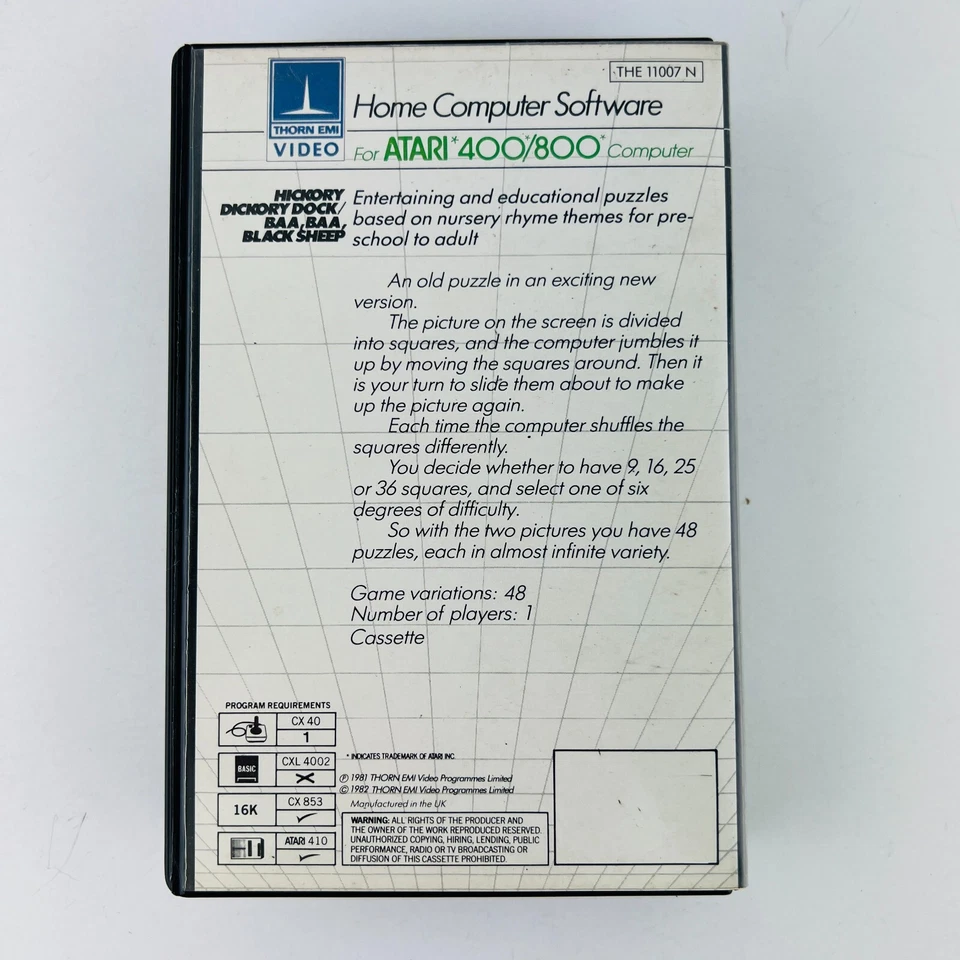 THE 11007 N
Home Computer Software
THORN EMI
VIDEO
For ATARI* 400*/800* Computer
HICKORY
DICKORY DOCK/
BAA, BAA,
BLACK SHEEP
Entertaining and educational puzzles
based on nursery rhyme themes for pre-
school to adult
An old puzzle in an exciting new
version.
The picture on the screen is divided
into squares, and the computer jumbles it
up by moving the squares around. Then it
is your turn to slide them about to make
up the picture again.
Each time the computer shuffles the
squares differently.
You decide whether to have 9, 16, 25
or 36 squares, and select one of six
degrees of difficulty.
So with the two pictures you have 48
puzzles, each in almost infinite variety.
Game variations: 48
Number of players: 1
Cassette
PROGRAM REQUIREMENTS
CX 40
1
BASIC
CXL 4002
16K
CX 853
ATARI 410
* INDICATES TRADEMARK OF ATARI INC.
Ⓟ 1981 THORN EMI Video Programmes Limited
© 1982 THORN EMI Video Programmes Limited
Manufactured in the UK
WARNING: ALL RIGHTS OF THE PRODUCER AND
THE OWNER OF THE WORK REPRODUCED RESERVED.
UNAUTHORIZED COPYING, HIRING, LENDING, PUBLIC
PERFORMANCE, RADIO OR TV BROADCASTING OR
DIFFUSION OF THIS CASSETTE PROHIBITED.